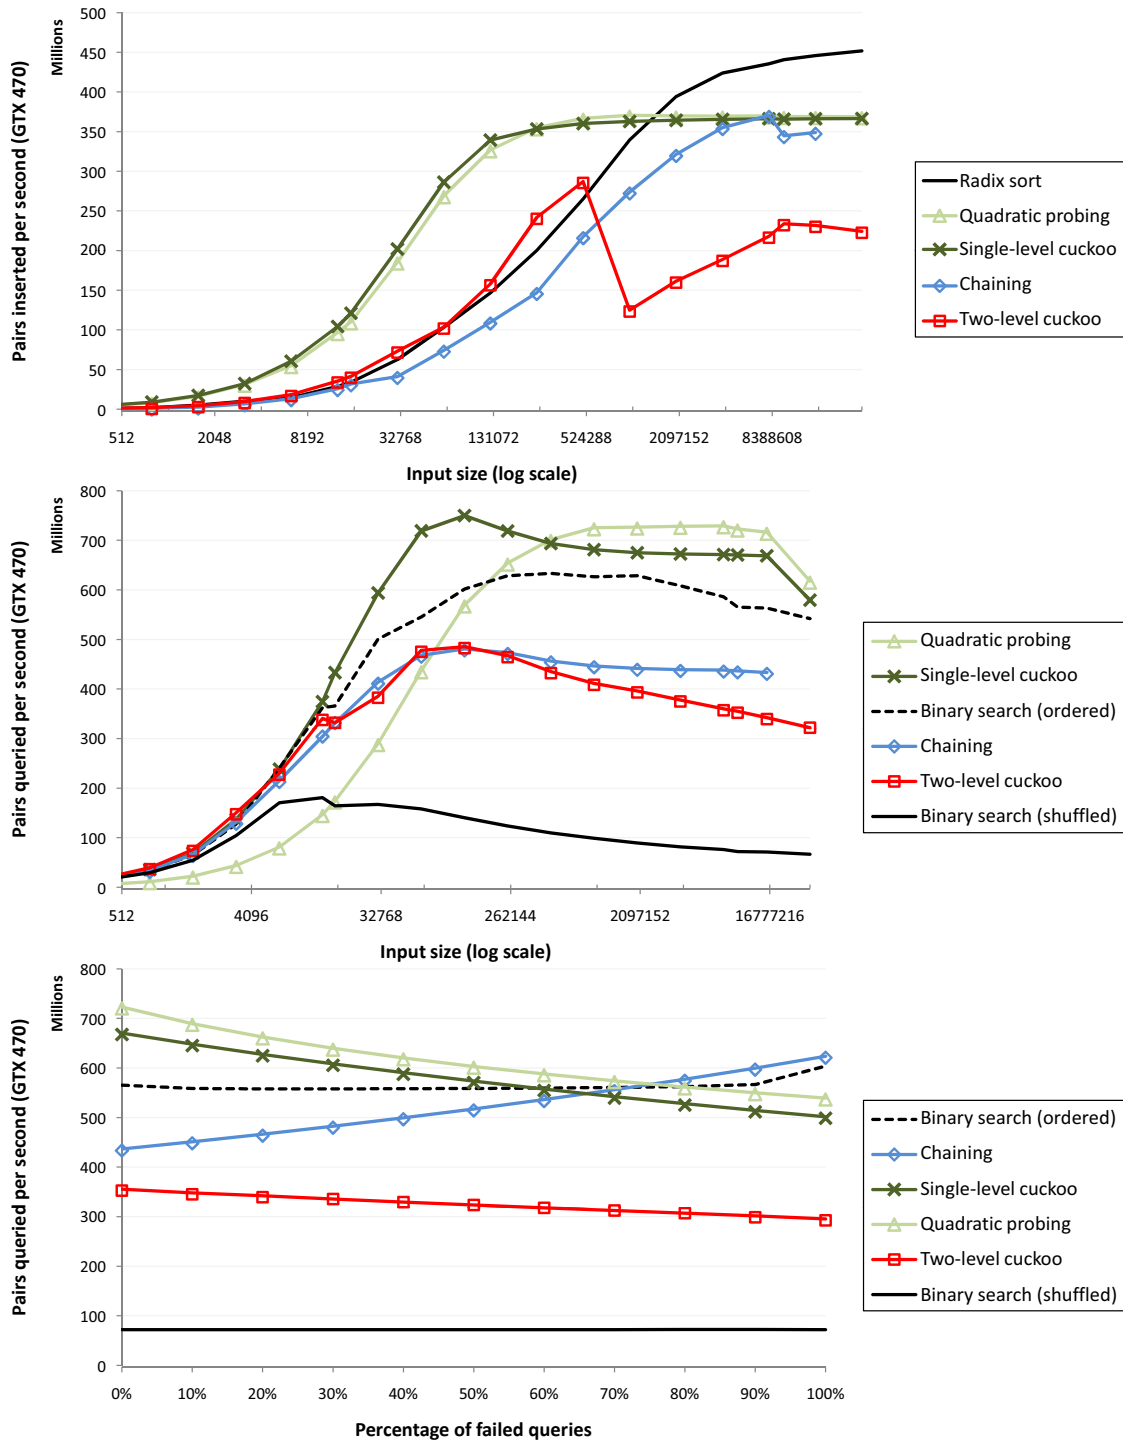 Pairs inserted per second (GTX 470)
Millions
500
450
400
350
300
250
200
150
100
50
0
512
2048
8192
32768
131072
524288
2097152
8388608
Input size (log scale)
Radix sort
Quadratic probing
Single-level cuckoo
Chaining
Two-level cuckoo
Pairs queried per second (GTX 470)
Millions
800
700
600
500
400
300
200
100
0
512
4096
32768
262144
2097152
16777216
Input size (log scale)
Quadratic probing
Single-level cuckoo
Binary search (ordered)
Chaining
Two-level cuckoo
Binary search (shuffled)
Pairs queried per second (GTX 470)
Millions
800
700
600
500
400
300
200
100
0
0%
10%
20%
30%
40%
50%
60%
70%
80%
90%
100%
Percentage of failed queries
Binary search (ordered)
Chaining
Single-level cuckoo
Quadratic probing
Two-level cuckoo
Binary search (shuffled)